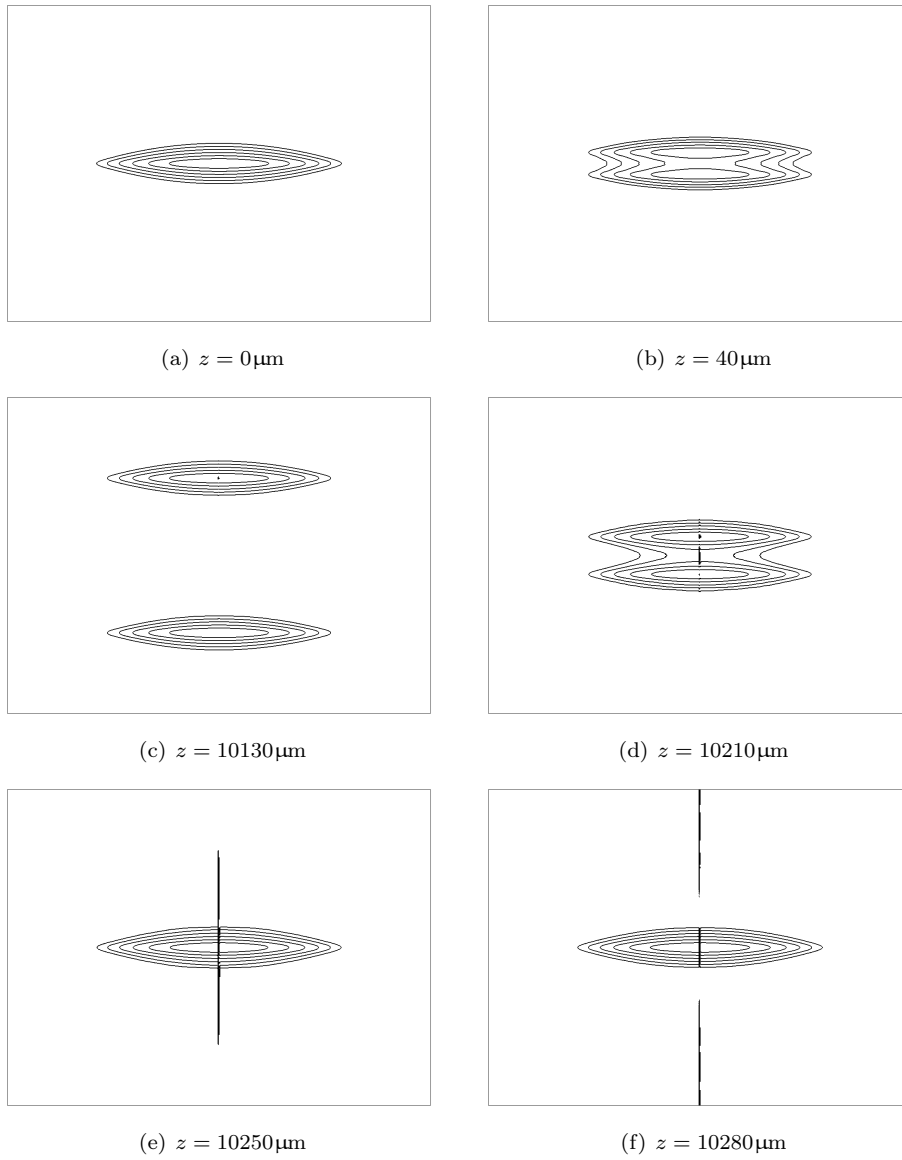 (a) z = 0μm
(b) z = 40μm
(c) z = 10130μm
(d) z = 10210μm
(e) z = 10250μm
(f) z = 10280μm